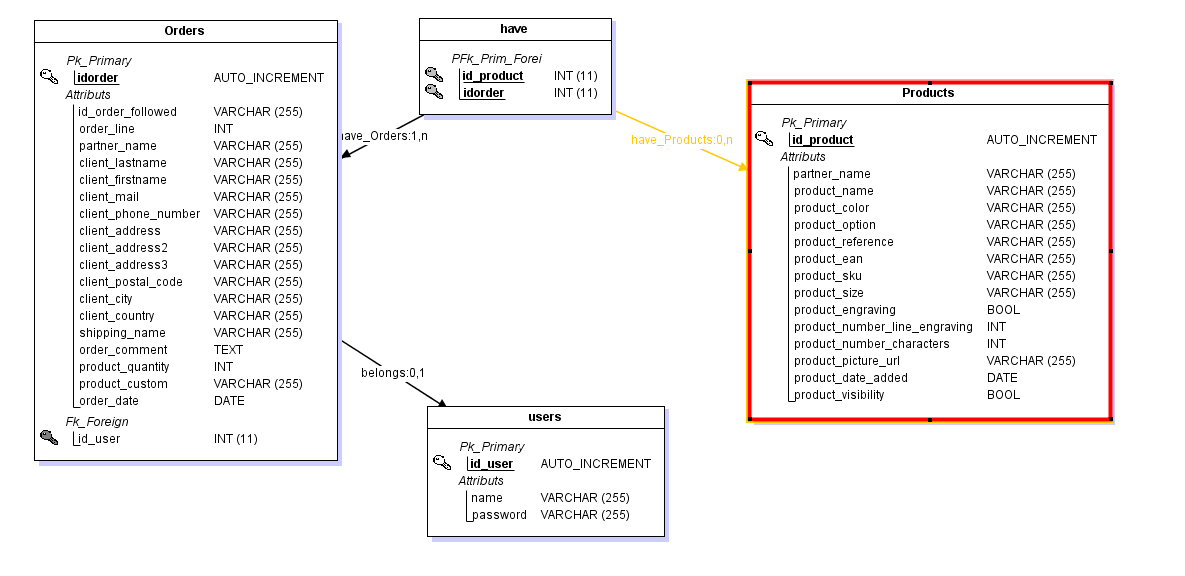 Orders
Pk_Primary
idorder AUTO_INCREMENT
Attributs
id_order_followed VARCHAR (255)
order_line INT
partner_name VARCHAR (255)
client_lastname VARCHAR (255)
client_firstname VARCHAR (255)
client_mail VARCHAR (255)
client_phone_number VARCHAR (255)
client_address VARCHAR (255)
client_address2 VARCHAR (255)
client_address3 VARCHAR (255)
client_postal_code VARCHAR (255)
client_city VARCHAR (255)
client_country VARCHAR (255)
shipping_name VARCHAR (255)
order_comment TEXT
product_quantity INT
product_custom VARCHAR (255)
order_date DATE
Fk_Foreign
id_user INT (11)
have
PFk_Prim_Forei
id_product INT (11)
idorder INT (11)
have_Orders:1,n
have_Products:0,n
Products
Pk_Primary
id_product AUTO_INCREMENT
Attributs
partner_name VARCHAR (255)
product_name VARCHAR (255)
product_color VARCHAR (255)
product_option VARCHAR (255)
product_reference VARCHAR (255)
product_ean VARCHAR (255)
product_sku VARCHAR (255)
product_size VARCHAR (255)
product_engraving BOOL
product_number_line_engraving INT
product_number_characters INT
product_picture_url VARCHAR (255)
product_date_added DATE
product_visibility BOOL
belongs:0,1
users
Pk_Primary
id_user AUTO_INCREMENT
Attributs
name VARCHAR (255)
password VARCHAR (255)